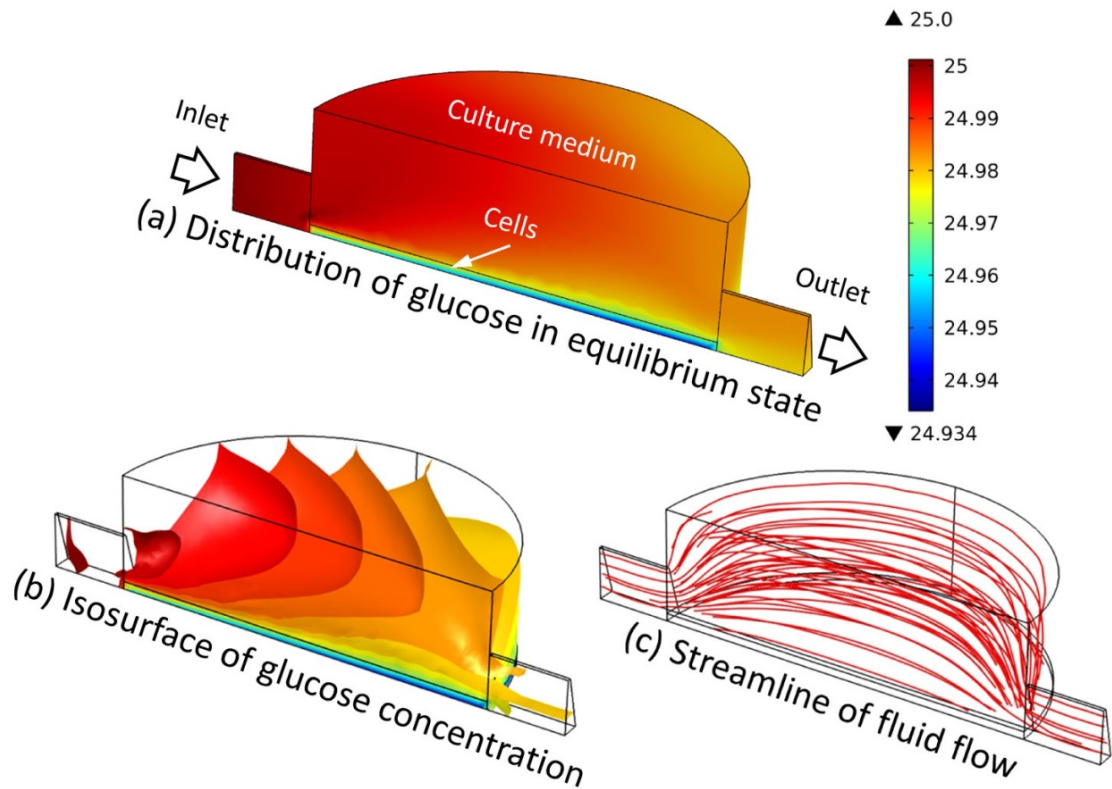 ▲ 25.0
25
24.99
24.98
24.97
24.96
24.95
24.94
▼ 24.934
Inlet
Culture medium
Cells
Outlet
(a) Distribution of glucose in equilibrium state
(b) Isosurface of glucose concentration
(c) Streamline of fluid flow